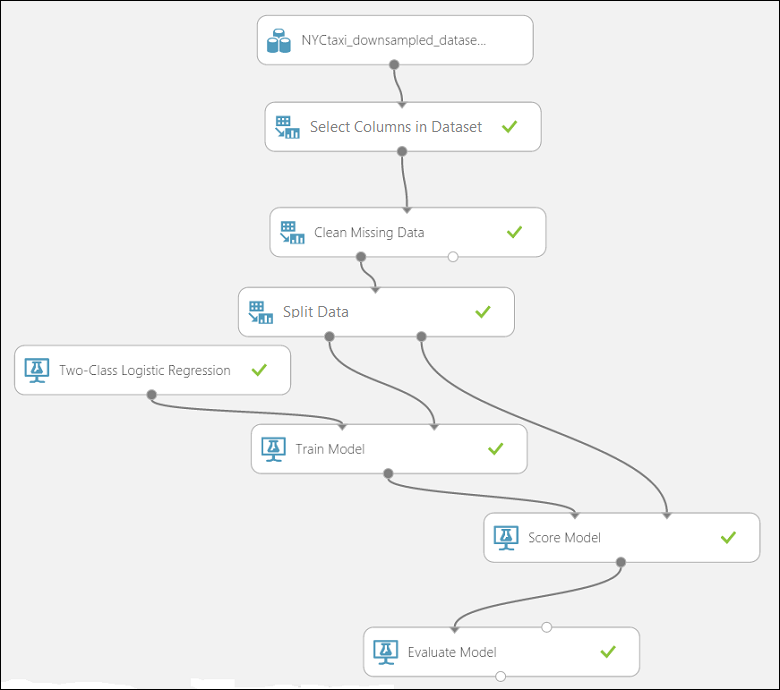 NYCtaxi_downsampled_datase...
Select Columns in Dataset
Clean Missing Data
Split Data
Two-Class Logistic Regression
Train Model
Score Model
Evaluate Model